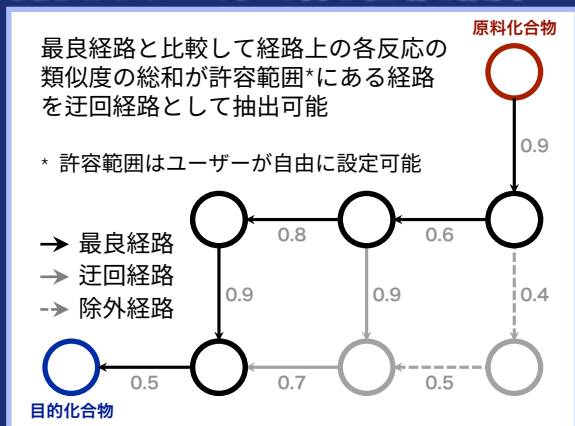 原料化合物
最良経路と比較して経路上の各反応の
類似度の総和が許容範囲*にある経路
を迂回経路として抽出可能
* 許容範囲はユーザーが自由に設定可能
0.9
0.8
0.6
最良経路
迂回経路
除外経路
0.9
0.9
0.4
0.5
0.7
0.5
目的化合物